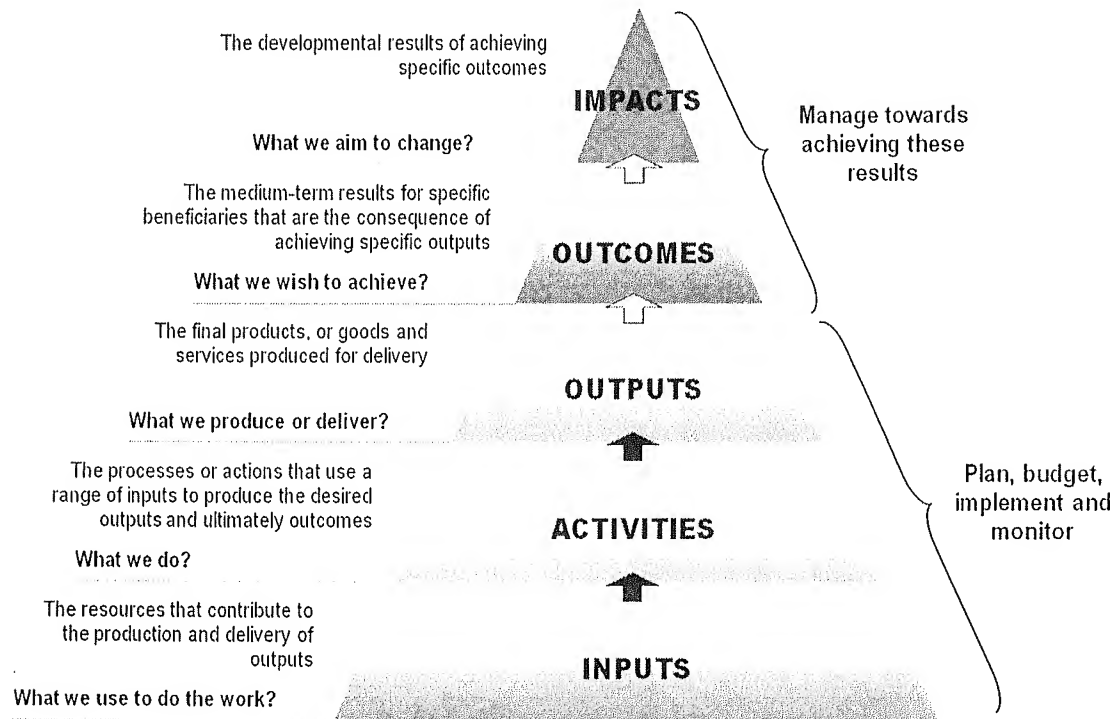 The developmental results of achieving
specific outcomes
IMPACTS
What we aim to change?
Manage towards
achieving these
results
The medium-term results for specific
beneficiaries that are the consequence of
achieving specific outputs
OUTCOMES
What we wish to achieve?
The final products, or goods and
services produced for delivery
OUTPUTS
What we produce or deliver?
The processes or actions that use a
range of inputs to produce the desired
outputs and ultimately outcomes
ACTIVITIES
What we do?
Plan, budget,
implement and
monitor
The resources that contribute to
the production and delivery of
outputs
INPUTS
What we use to do the work?